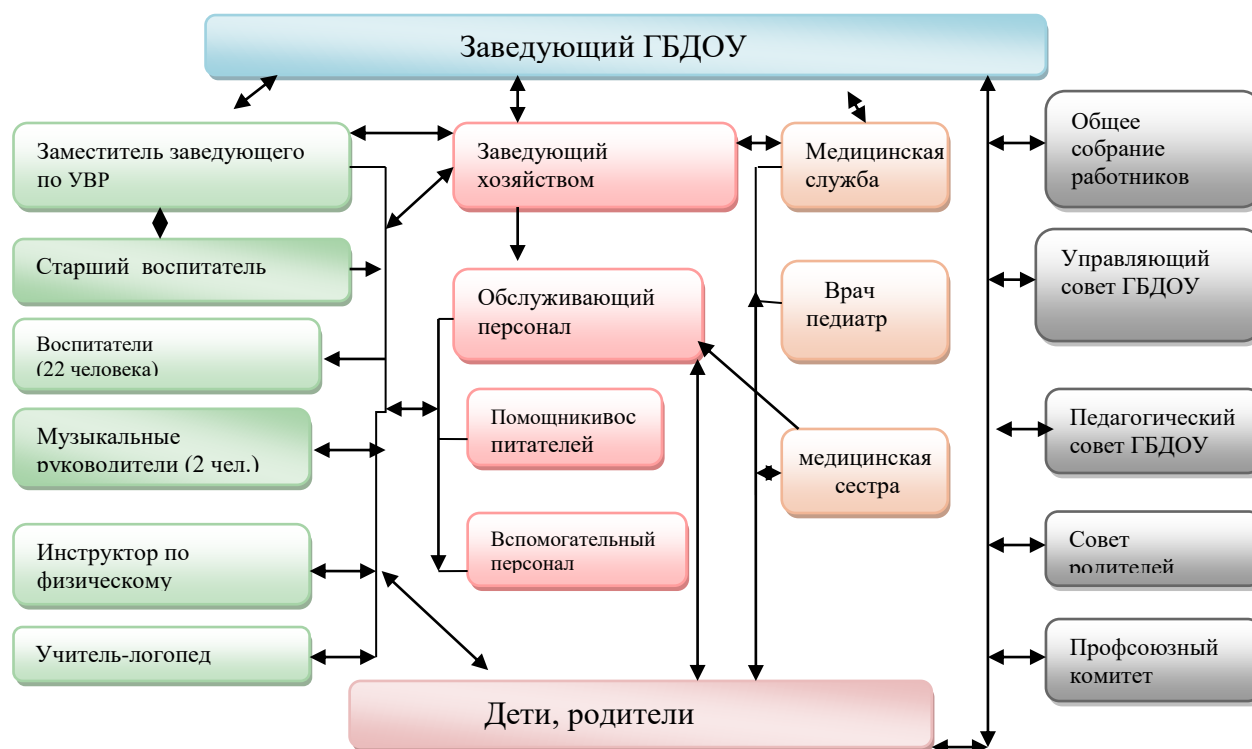 Заведующий ГБДОУ
Заместитель заведующего
по УВР
Заведующий
хозяйством
Медицинская
служба
Общее
собрание
работников
Старший воспитатель
Обслуживающий
персонал
Врач
педиатр
Управляющий
совет ГБДОУ
Воспитатели
(22 человека)
Музыкальные
руководители (2 чел.)
Помощникивос
питателей
медицинская
сестра
Педагогический
совет ГБДОУ
Инструктор по
физическому
Вспомогательный
персонал
Совет
родителей
Учитель-логопед
Профсоюзный
комитет
Дети, родители